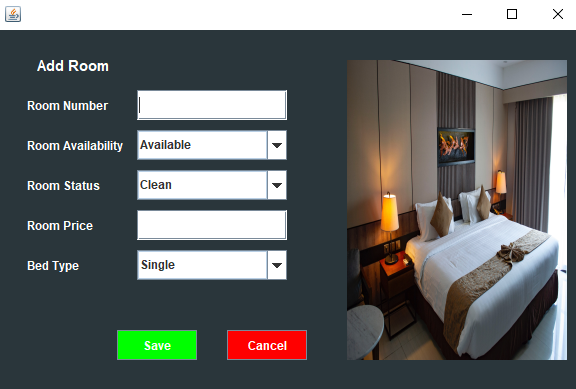 Add Room
Room Number
Room Availability Available
Room Status Clean
Room Price
Bed Type Single
Save Cancel